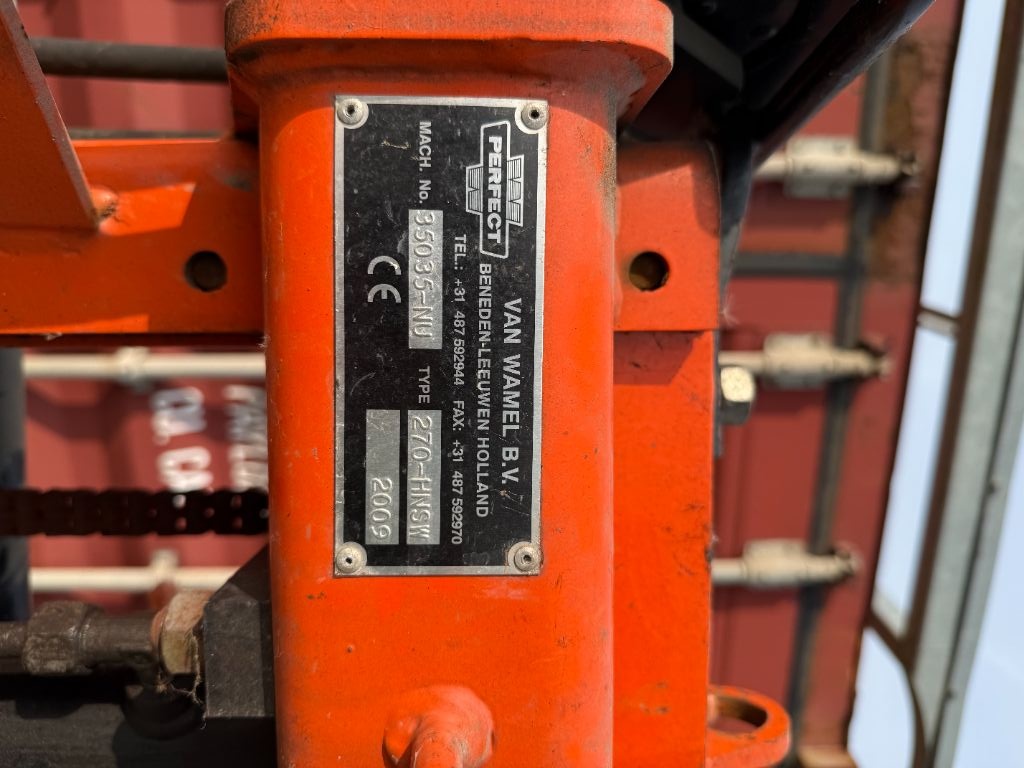 PERFECT
VAN WAMEL B.V.
BENEDEN-LEEUWEN HOLLAND
TEL.: +31 487 592944 FAX: +31 487 592970
MACH. No. 35035-NU TYPE 270-HNSW
CE 2009